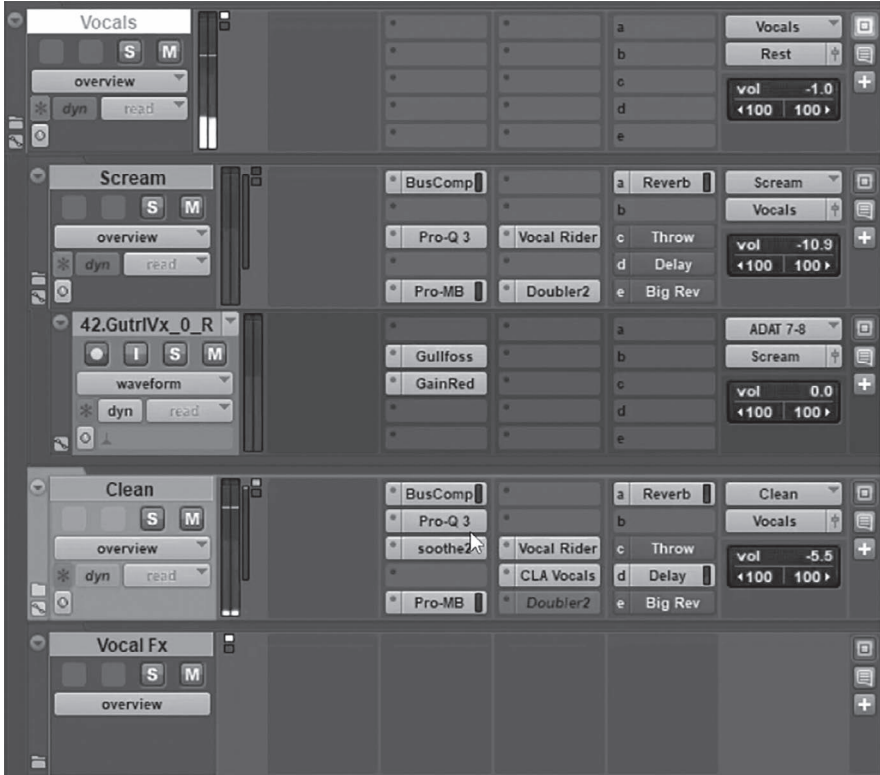 Vocals a Vocals
S M b Rest
overview c
dyn read d vol -1.0
e 100 100
Scream BusComp a Reverb Scream
S M b Vocals
overview Pro-Q 3 Vocal Rider c Throw
dyn read d Delay vol -10.9
Pro-MB Doubler2 e Big Rev 100 100
42.GutrlVx_0_R a ADAT 7-8
I S M Gullfoss b Scream
waveform GainRed c
dyn read d vol 0.0
e 100 100
Clean BusComp a Reverb Clean
S M Pro-Q 3 b Vocals
overview soothe2 Vocal Rider c Throw
dyn read CLA Vocals d Delay vol -5.5
Pro-MB Doubler2 e Big Rev 100 100
Vocal Fx
S M
overview